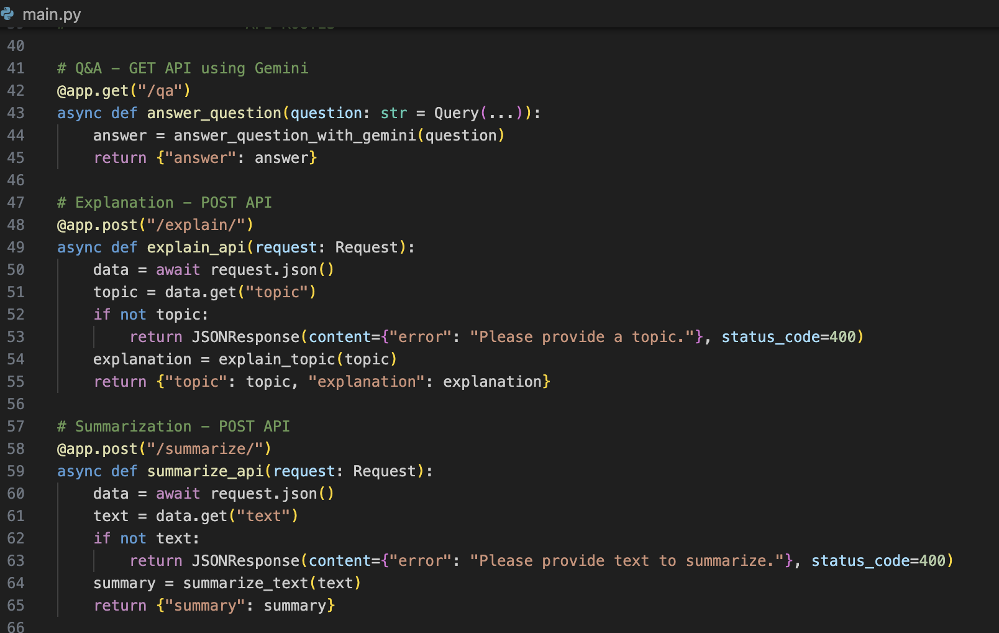 main.py
40
41 # Q&A – GET API using Gemini
42 @app.get("/qa")
43 async def answer_question(question: str = Query(...)):
44     answer = answer_question_with_gemini(question)
45     return {"answer": answer}
46
47 # Explanation – POST API
48 @app.post("/explain/")
49 async def explain_api(request: Request):
50     data = await request.json()
51     topic = data.get("topic")
52     if not topic:
53         return JSONResponse(content={"error": "Please provide a topic."}, status_code=400)
54     explanation = explain_topic(topic)
55     return {"topic": topic, "explanation": explanation}
56
57 # Summarization – POST API
58 @app.post("/summarize/")
59 async def summarize_api(request: Request):
60     data = await request.json()
61     text = data.get("text")
62     if not text:
63         return JSONResponse(content={"error": "Please provide text to summarize."}, status_code=400)
64     summary = summarize_text(text)
65     return {"summary": summary}
66